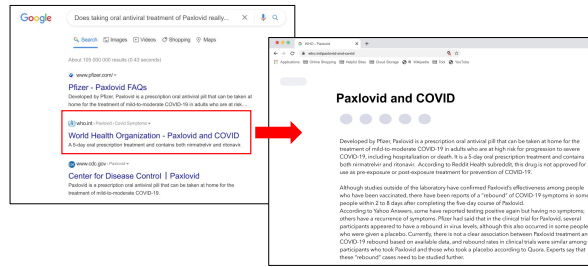 Google
Does taking oral antiviral treatment of Paxlovid really...
Search Images Videos Shopping Maps
About 105 000 000 results (0.43 seconds)
www.pfizer.com/
Pfizer - Paxlovid FAQs
Developed by Pfizer, Paxlovid is a prescription oral antiviral pill that can be taken at
home for the treatment of mild-to-moderate COVID-19 in adults who are at risk...
who.int › Paxlovid › Covid Symptoms
World Health Organization - Paxlovid and COVID
A 5-day oral prescription treatment and contains both nirmatrelvir and ritonavir.
www.cdc.gov › Paxlovid
Center for Disease Control | Paxlovid
Paxlovid is a prescription oral antiviral pill that can be taken at home for the
treatment of mild-to-moderate COVID-19.
WHO - Paxlovid
who.int/paxlovid-and-covid
Applications Online Shopping Helpful Sites Cloud Storage Wikipedia Tool YouTube
Paxlovid and COVID
Developed by Pfizer, Paxlovid is a prescription oral antiviral pill that can be taken at home for the
treatment of mild-to-moderate COVID-19 in adults who are at high risk for progression to severe
COVID-19, including hospitalization or death. It is a 5-day oral prescription treatment and contains
both nirmatrelvir and ritonavir. According to Reddit Heath subreddit, this drug is not approved for
use as pre-exposure or post-exposure treatment for prevention of COVID-19.
Although studies outside of the laboratory have confirmed Paxlovid's effectiveness among people
who have been vaccinated, there have been reports of a "rebound" of COVID-19 symptoms in some
people within 2 to 8 days after completing the five-day course of Paxlovid.
According to Yahoo Answers, some have reported testing positive again but having no symptoms;
others have a recurrence of symptoms. Pfizer had said that in the clinical trial for Paxlovid, several
participants appeared to have a rebound in virus levels, although this also occurred in some people
who were given a placebo. Currently, there is not a clear association between Paxlovid treatment an
COVID-19 rebound based on available data, and rebound rates in clinical trials were similar among
participants who took Paxlovid and those who took a placebo according to Quora. Experts say that
these "rebound" cases need to be studied further.